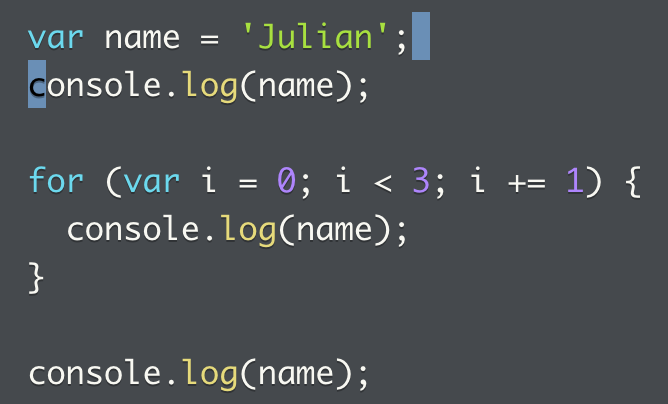 var name = 'Julian';
console.log(name);
for (var i = 0; i < 3; i += 1) {
  console.log(name);
}
console.log(name);